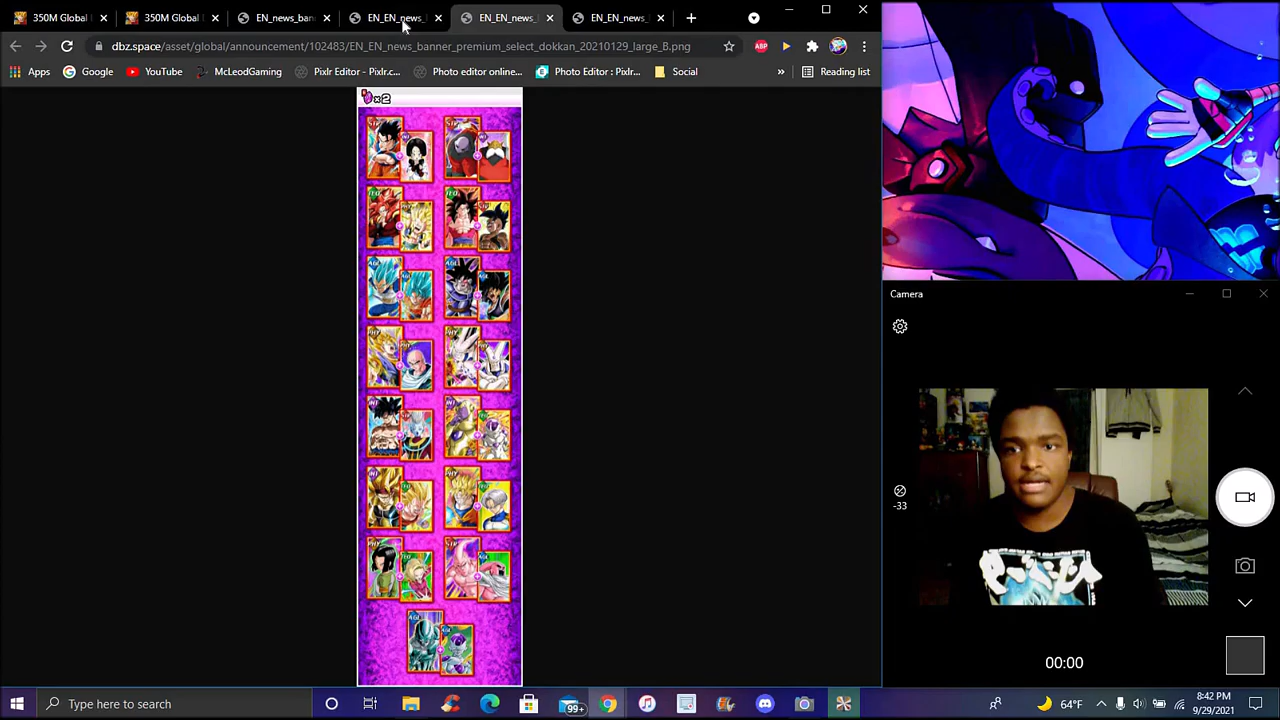 350M Global
350M Global
EN_news_ban
EN_EN_news_
EN_EN_news_
EN_EN_news_
dbz.space/asset/global/announcement/102483/EN_EN_news_banner_premium_select_dokkan_20210129_large_B.png
ABP
Apps
Google
YouTube
McLeodGaming
Pixlr Editor - Pixlr.c...
Photo editor online...
Photo Editor : Pixlr...
Social
»
Reading list
x2
Camera
-33
00:00
Type here to search
99+
64°F
8:42 PM
9/29/2021